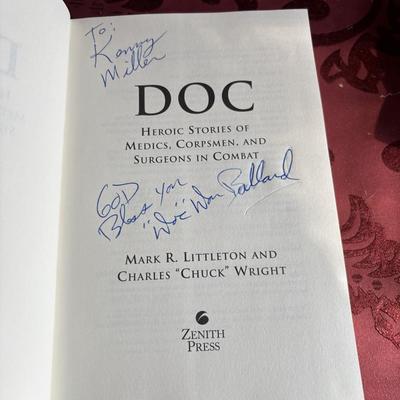 To:
Kenny
Miller
DOC
HEROIC STORIES OF
MEDICS, CORPSMEN, AND
SURGEONS IN COMBAT
GOD
Bless You
"Doc" Don Ballard
MARK R. LITTLETON AND
CHARLES "CHUCK" WRIGHT
ZENITH
PRESS